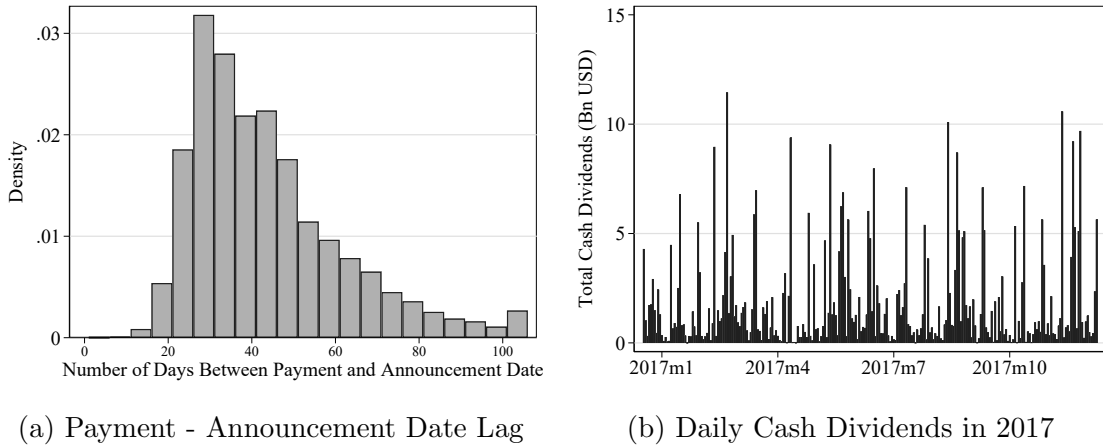 .03
.02
.01
0
Density
0 20 40 60 80 100
Number of Days Between Payment and Announcement Date
(a) Payment - Announcement Date Lag
15
10
5
0
Total Cash Dividends (Bn USD)
2017m1 2017m4 2017m7 2017m10
(b) Daily Cash Dividends in 2017